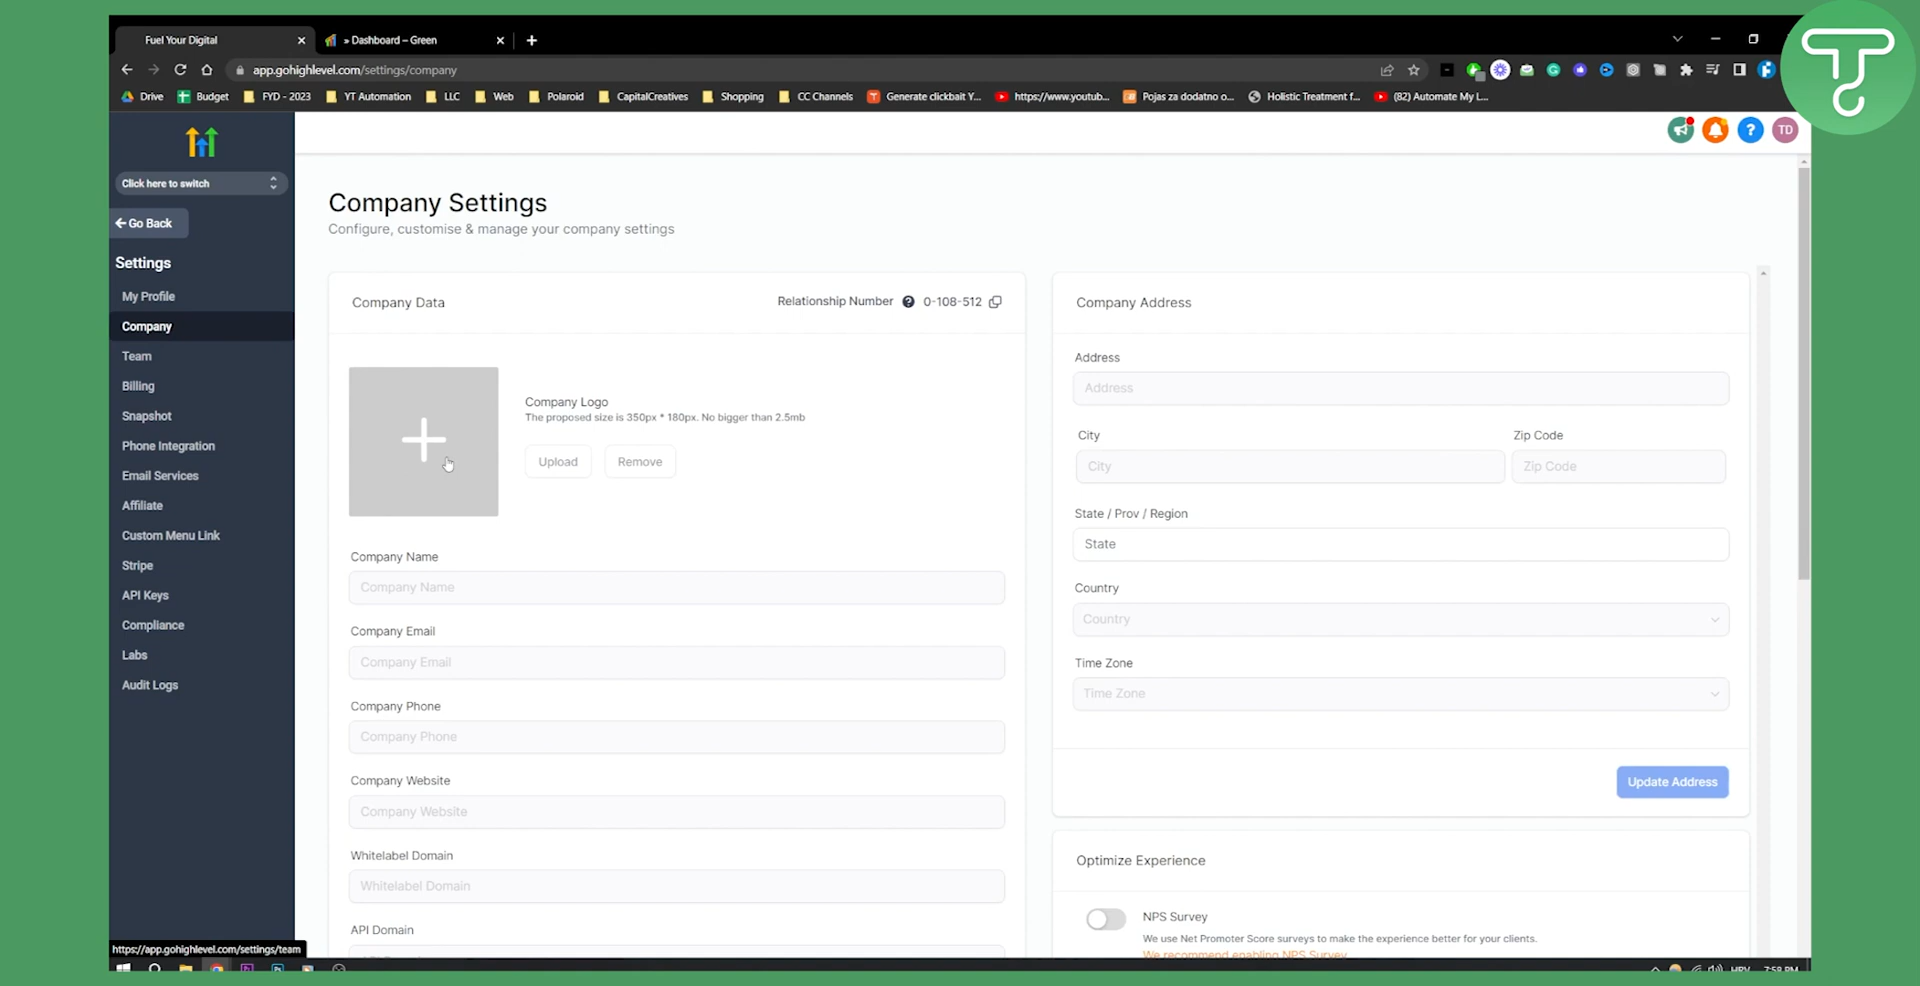 Fuel Your Digital
» Dashboard – Green
app.gohighlevel.com/settings/company
Drive
Budget
FYD - 2023
YT Automation
LLC
Web
Polaroid
CapitalCreatives
Shopping
CC Channels
Generate clickbait Y...
https://www.youtub...
Pojas za dodatno o...
Holistic Treatment f...
(82) Automate My L...
TD
Click here to switch
Go Back
Settings
My Profile
Company
Team
Billing
Snapshot
Phone Integration
Email Services
Affiliate
Custom Menu Link
Stripe
API Keys
Compliance
Labs
Audit Logs
Company Settings
Configure, customise & manage your company settings
Company Data
Relationship Number ? 0-108-512
Company Logo
The proposed size is 350px * 180px. No bigger than 2.5mb
Upload
Remove
Company Name
Company Name
Company Email
Company Email
Company Phone
Company Phone
Company Website
Company Website
Whitelabel Domain
Whitelabel Domain
API Domain
Company Address
Address
Address
City
Zip Code
City
Zip Code
State / Prov / Region
State
Country
Country
Time Zone
Time Zone
Update Address
Optimize Experience
NPS Survey
We use Net Promoter Score surveys to make the experience better for your clients.
We recommend enabling NPS Survey
https://app.gohighlevel.com/settings/team
HRV
7:58 PM